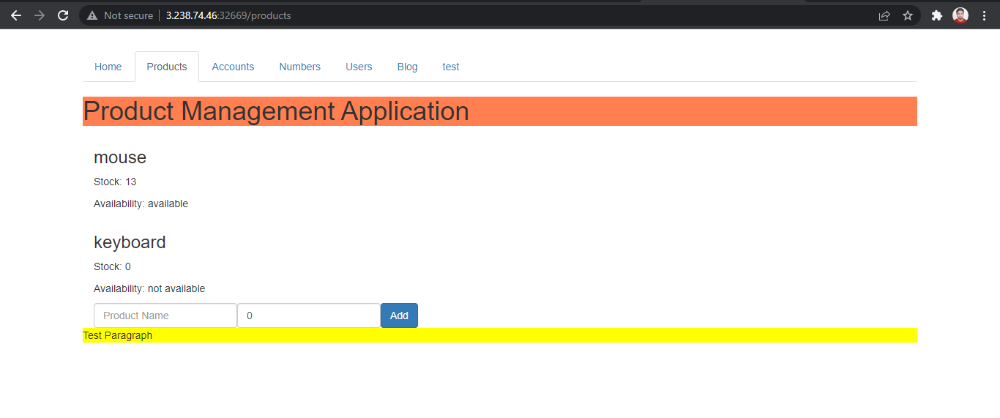 Not secure 3.238.74.46:32669/products
Home Products Accounts Numbers Users Blog test
Product Management Application
mouse
Stock: 13
Availability: available
keyboard
Stock: 0
Availability: not available
Product Name 0 Add
Test Paragraph